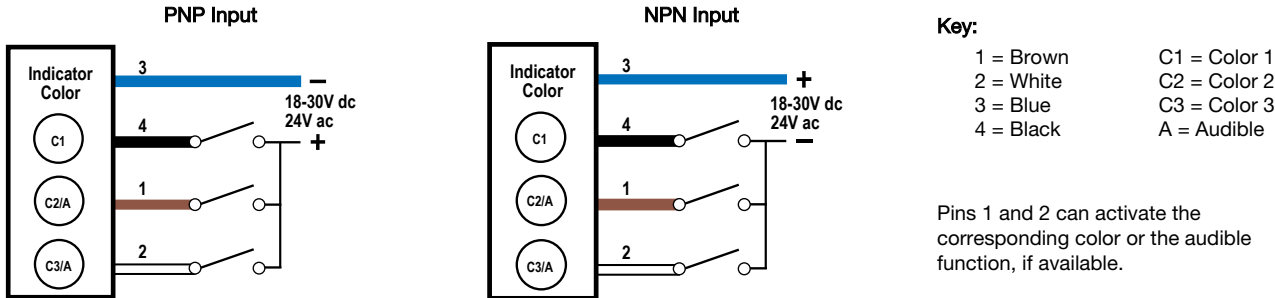 PNP Input
Indicator
Color
3
–
18-30V dc
24V ac
+
C1
4
C2/A
1
C3/A
2
NPN Input
Indicator
Color
3
+
18-30V dc
24V ac
–
C1
4
C2/A
1
C3/A
2
Key:
1 = Brown C1 = Color 1
2 = White C2 = Color 2
3 = Blue C3 = Color 3
4 = Black A = Audible
Pins 1 and 2 can activate the
corresponding color or the audible
function, if available.